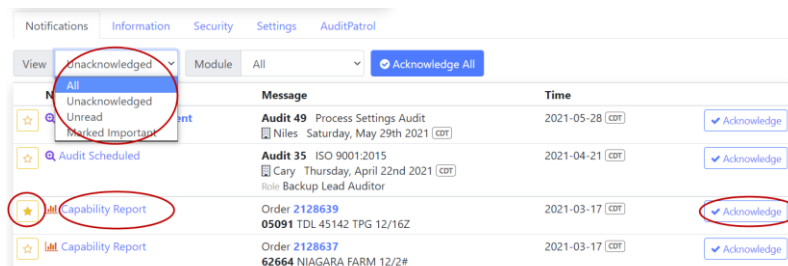 Notifications Information Security Settings AuditPatrol
View Unacknowledged Module All Acknowledge All
All
Unacknowledged
Unread
Marked Important
N Message Time
ent Audit 49 Process Settings Audit 2021-05-28 CDT Acknowledge
Niles Saturday, May 29th 2021 CDT
Audit Scheduled Audit 35 ISO 9001:2015 2021-04-21 CDT Acknowledge
Cary Thursday, April 22nd 2021 CDT
Role Backup Lead Auditor
Capability Report Order 2128639 2021-03-17 CDT Acknowledge
05091 TDL 45142 TPG 12/16Z
Capability Report Order 2128637 2021-03-17 CDT Acknowledge
62664 NIAGARA FARM 12/2#